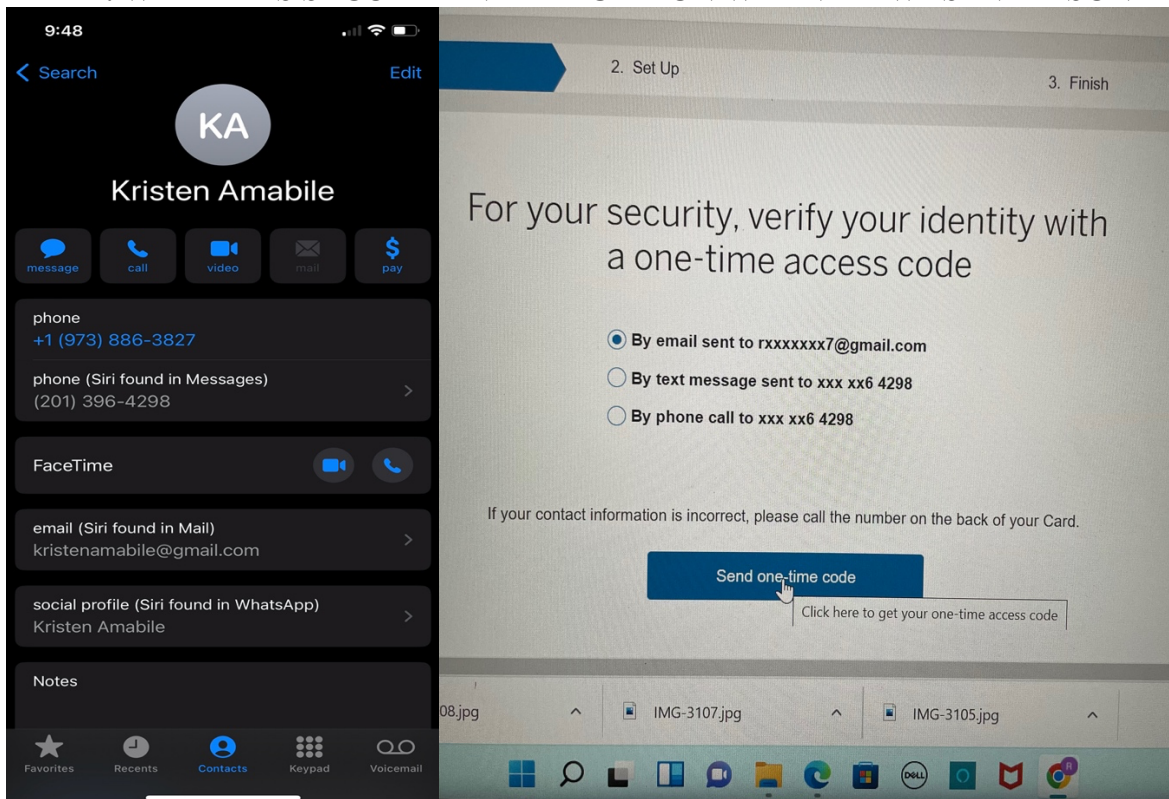 9:48
Search
Edit
KA
Kristen Amabile
message
call
video
mail
$
pay
phone
+1 (973) 886-3827
phone (Siri found in Messages)
(201) 396-4298
FaceTime
email (Siri found in Mail)
kristenamabile@gmail.com
social profile (Siri found in WhatsApp)
Kristen Amabile
Notes
Favorites
Recents
Contacts
Keypad
Voicemail
2. Set Up
3. Finish
For your security, verify your identity with
a one-time access code
By email sent to rxxxxxxx7@gmail.com
By text message sent to xxx xx6 4298
By phone call to xxx xx6 4298
If your contact information is incorrect, please call the number on the back of your Card.
Send one-time code
Click here to get your one-time access code
08.jpg
IMG-3107.jpg
IMG-3105.jpg
DELL
R